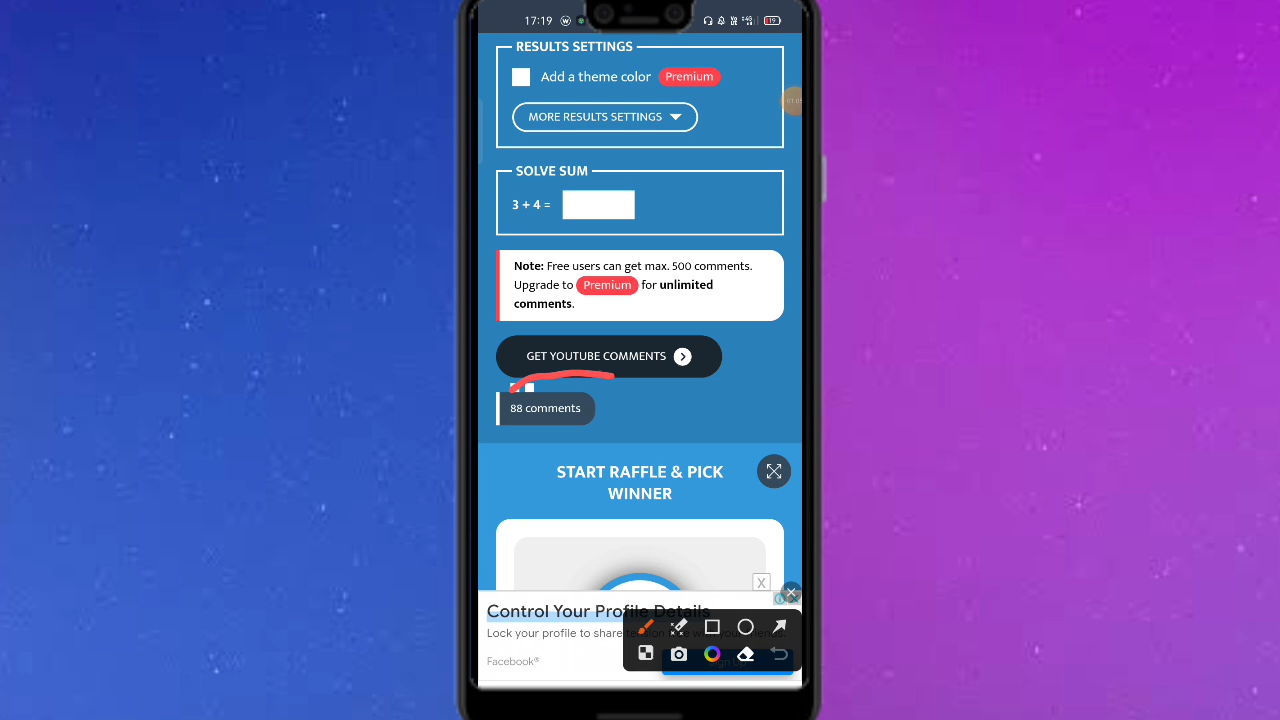 17:19
RESULTS SETTINGS
Add a theme color Premium
MORE RESULTS SETTINGS
SOLVE SUM
3 + 4 =
Note: Free users can get max. 500 comments.
Upgrade to Premium for unlimited
comments.
GET YOUTUBE COMMENTS
88 comments
START RAFFLE & PICK
WINNER
X
Control Your Profile Details
Lock your profile to share
Facebook®